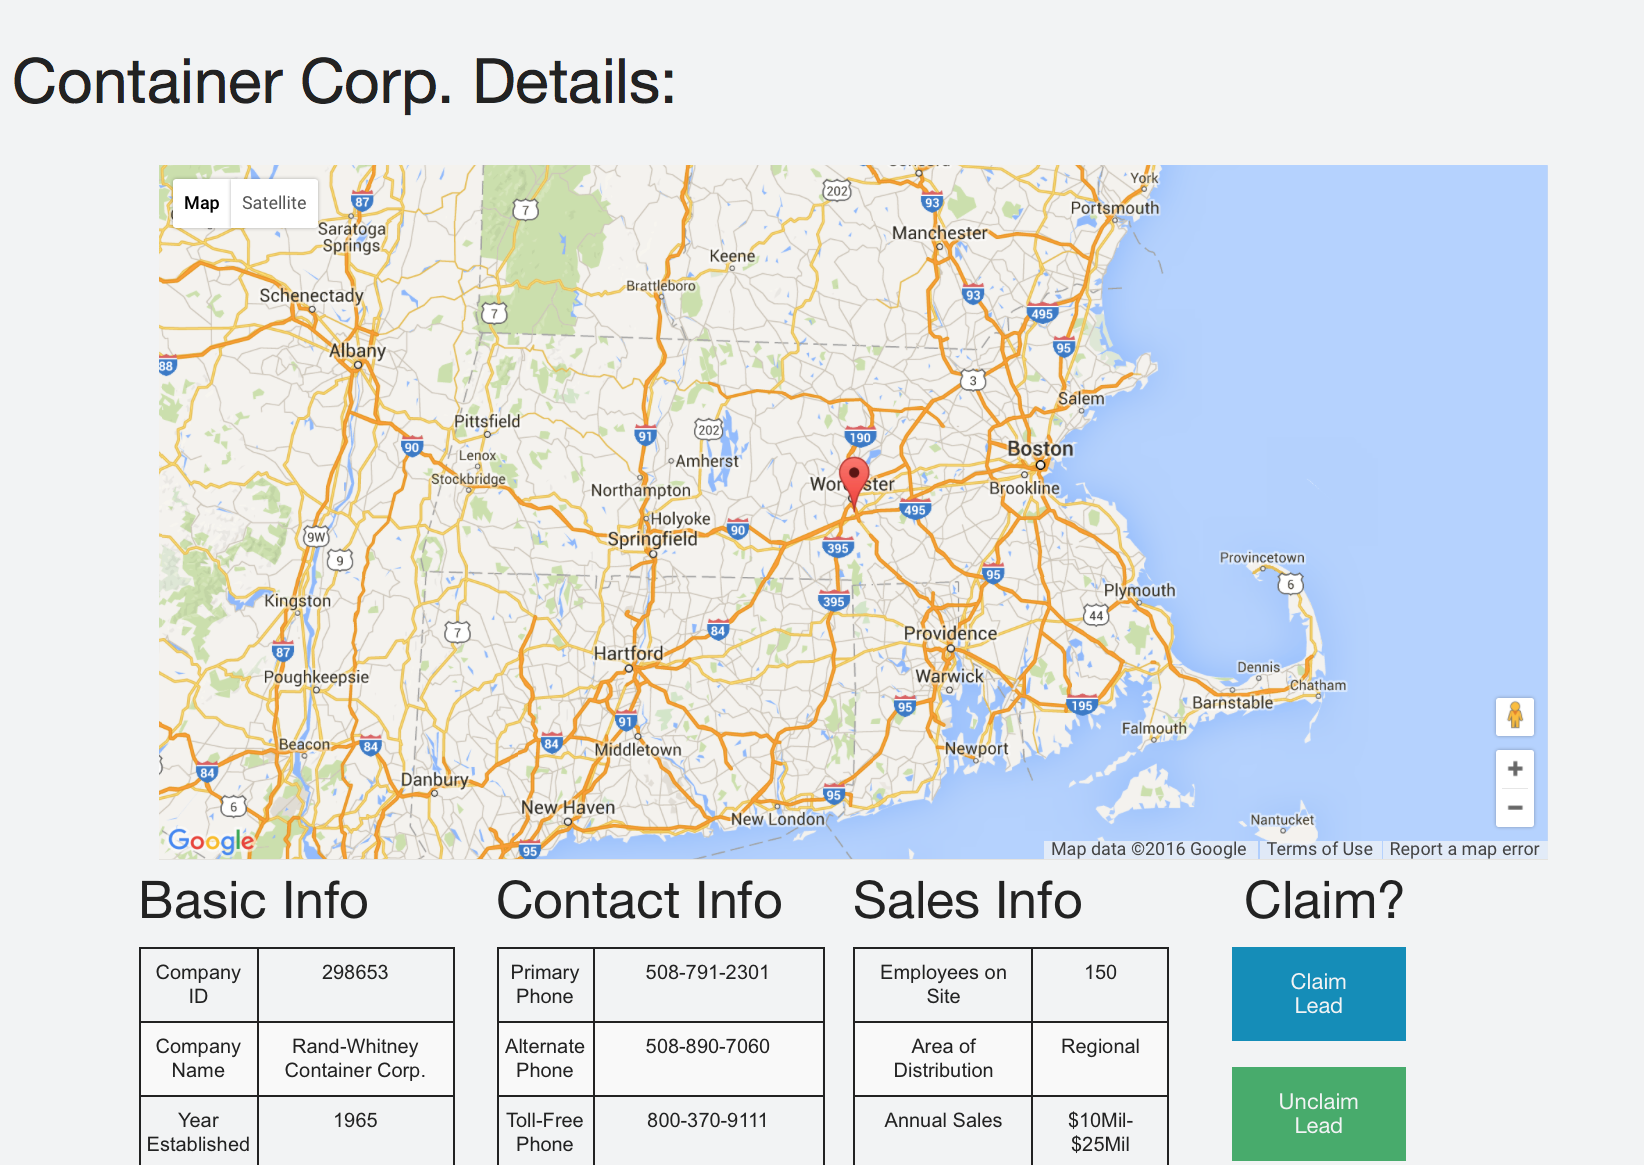 Container Corp. Details:
Map
Satellite
202
York
87
7
93
Portsmouth
Saratoga
Springs
Manchester
Keene
Brattleboro
Schenectady
93
7
495
Albany
95
88
3
Salem
Pittsfield
91
202
190
90
Boston
Lenox
Amherst
Stockbridge
Northampton
Brookline
495
Holyoke
90
Springfield
9W
395
9
Provincetown
95
6
Plymouth
Kingston
395
44
7
84
Providence
87
Hartford
Dennis
Poughkeepsie
Warwick
Chatham
Barnstable
95
195
91
Falmouth
Beacon
84
84
Middletown
Newport
84
Danbury
95
6
New Haven
New London
Nantucket
Google
95
Map data ©2016 Google
Terms of Use
Report a map error
Basic Info
Company
ID
298653
Company
Name
Rand-Whitney
Container Corp.
Year
Established
1965
Contact Info
Primary
Phone
508-791-2301
Alternate
Phone
508-890-7060
Toll-Free
Phone
800-370-9111
Sales Info
Employees on
Site
150
Area of
Distribution
Regional
Annual Sales
$10Mil-
$25Mil
Claim?
Claim
Lead
Unclaim
Lead